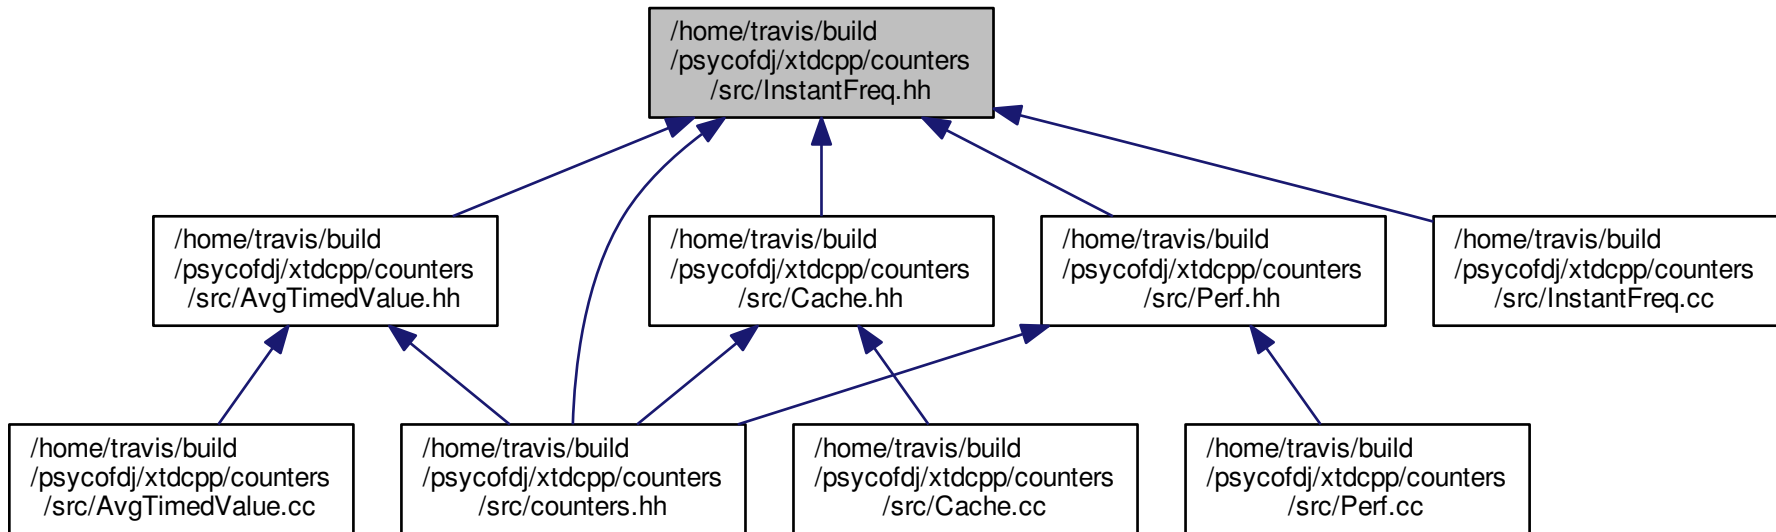 /home/travis/build
/psycofdj/xtdcpp/counters
/src/InstantFreq.hh
/home/travis/build
/psycofdj/xtdcpp/counters
/src/AvgTimedValue.hh
/home/travis/build
/psycofdj/xtdcpp/counters
/src/Cache.hh
/home/travis/build
/psycofdj/xtdcpp/counters
/src/Perf.hh
/home/travis/build
/psycofdj/xtdcpp/counters
/src/InstantFreq.cc
/home/travis/build
/psycofdj/xtdcpp/counters
/src/AvgTimedValue.cc
/home/travis/build
/psycofdj/xtdcpp/counters
/src/counters.hh
/home/travis/build
/psycofdj/xtdcpp/counters
/src/Cache.cc
/home/travis/build
/psycofdj/xtdcpp/counters
/src/Perf.cc